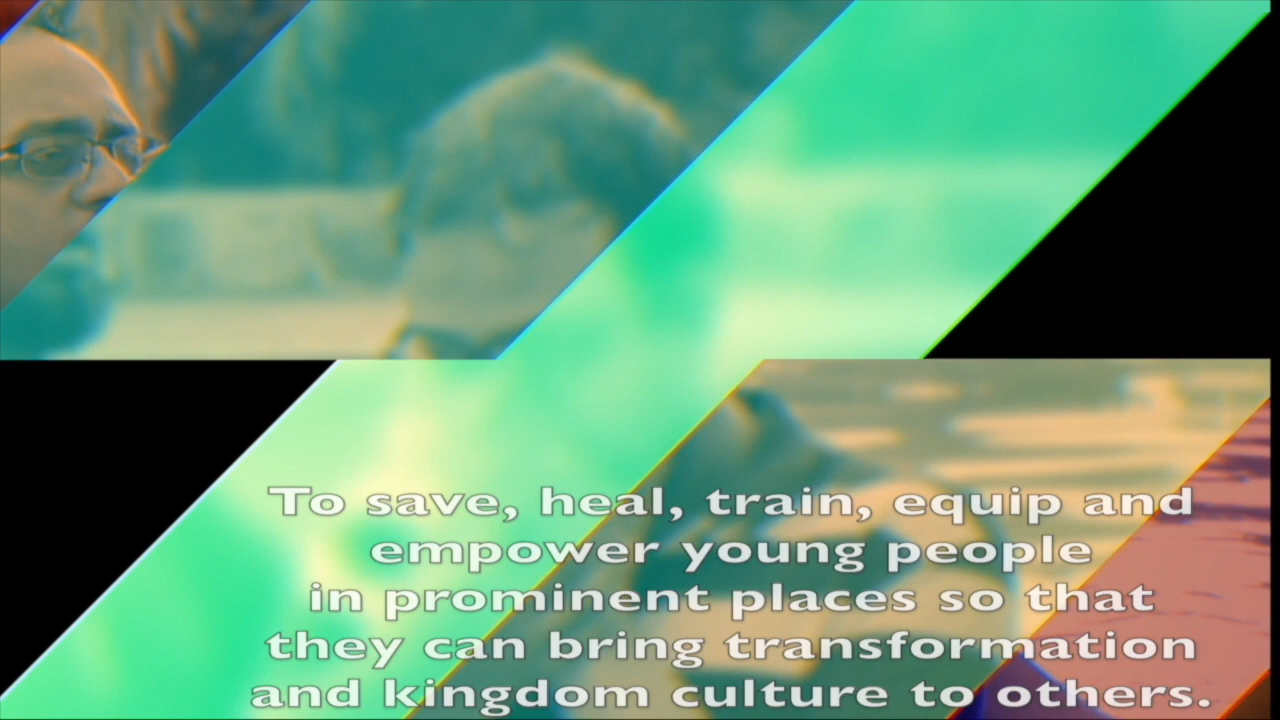 To save, heal, train, equip and
empower young people
in prominent places so that
they can bring transformation
and kingdom culture to others.